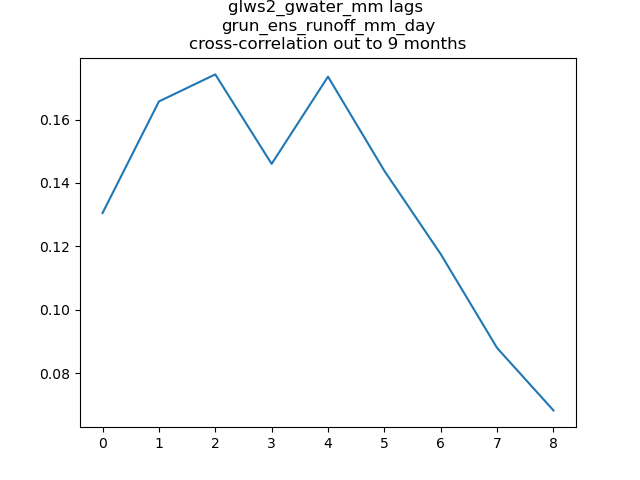 glws2_gwater_mm lags
grun_ens_runoff_mm_day
cross-correlation out to 9 months
0.16
0.14
0.12
0.10
0.08
0 1 2 3 4 5 6 7 8